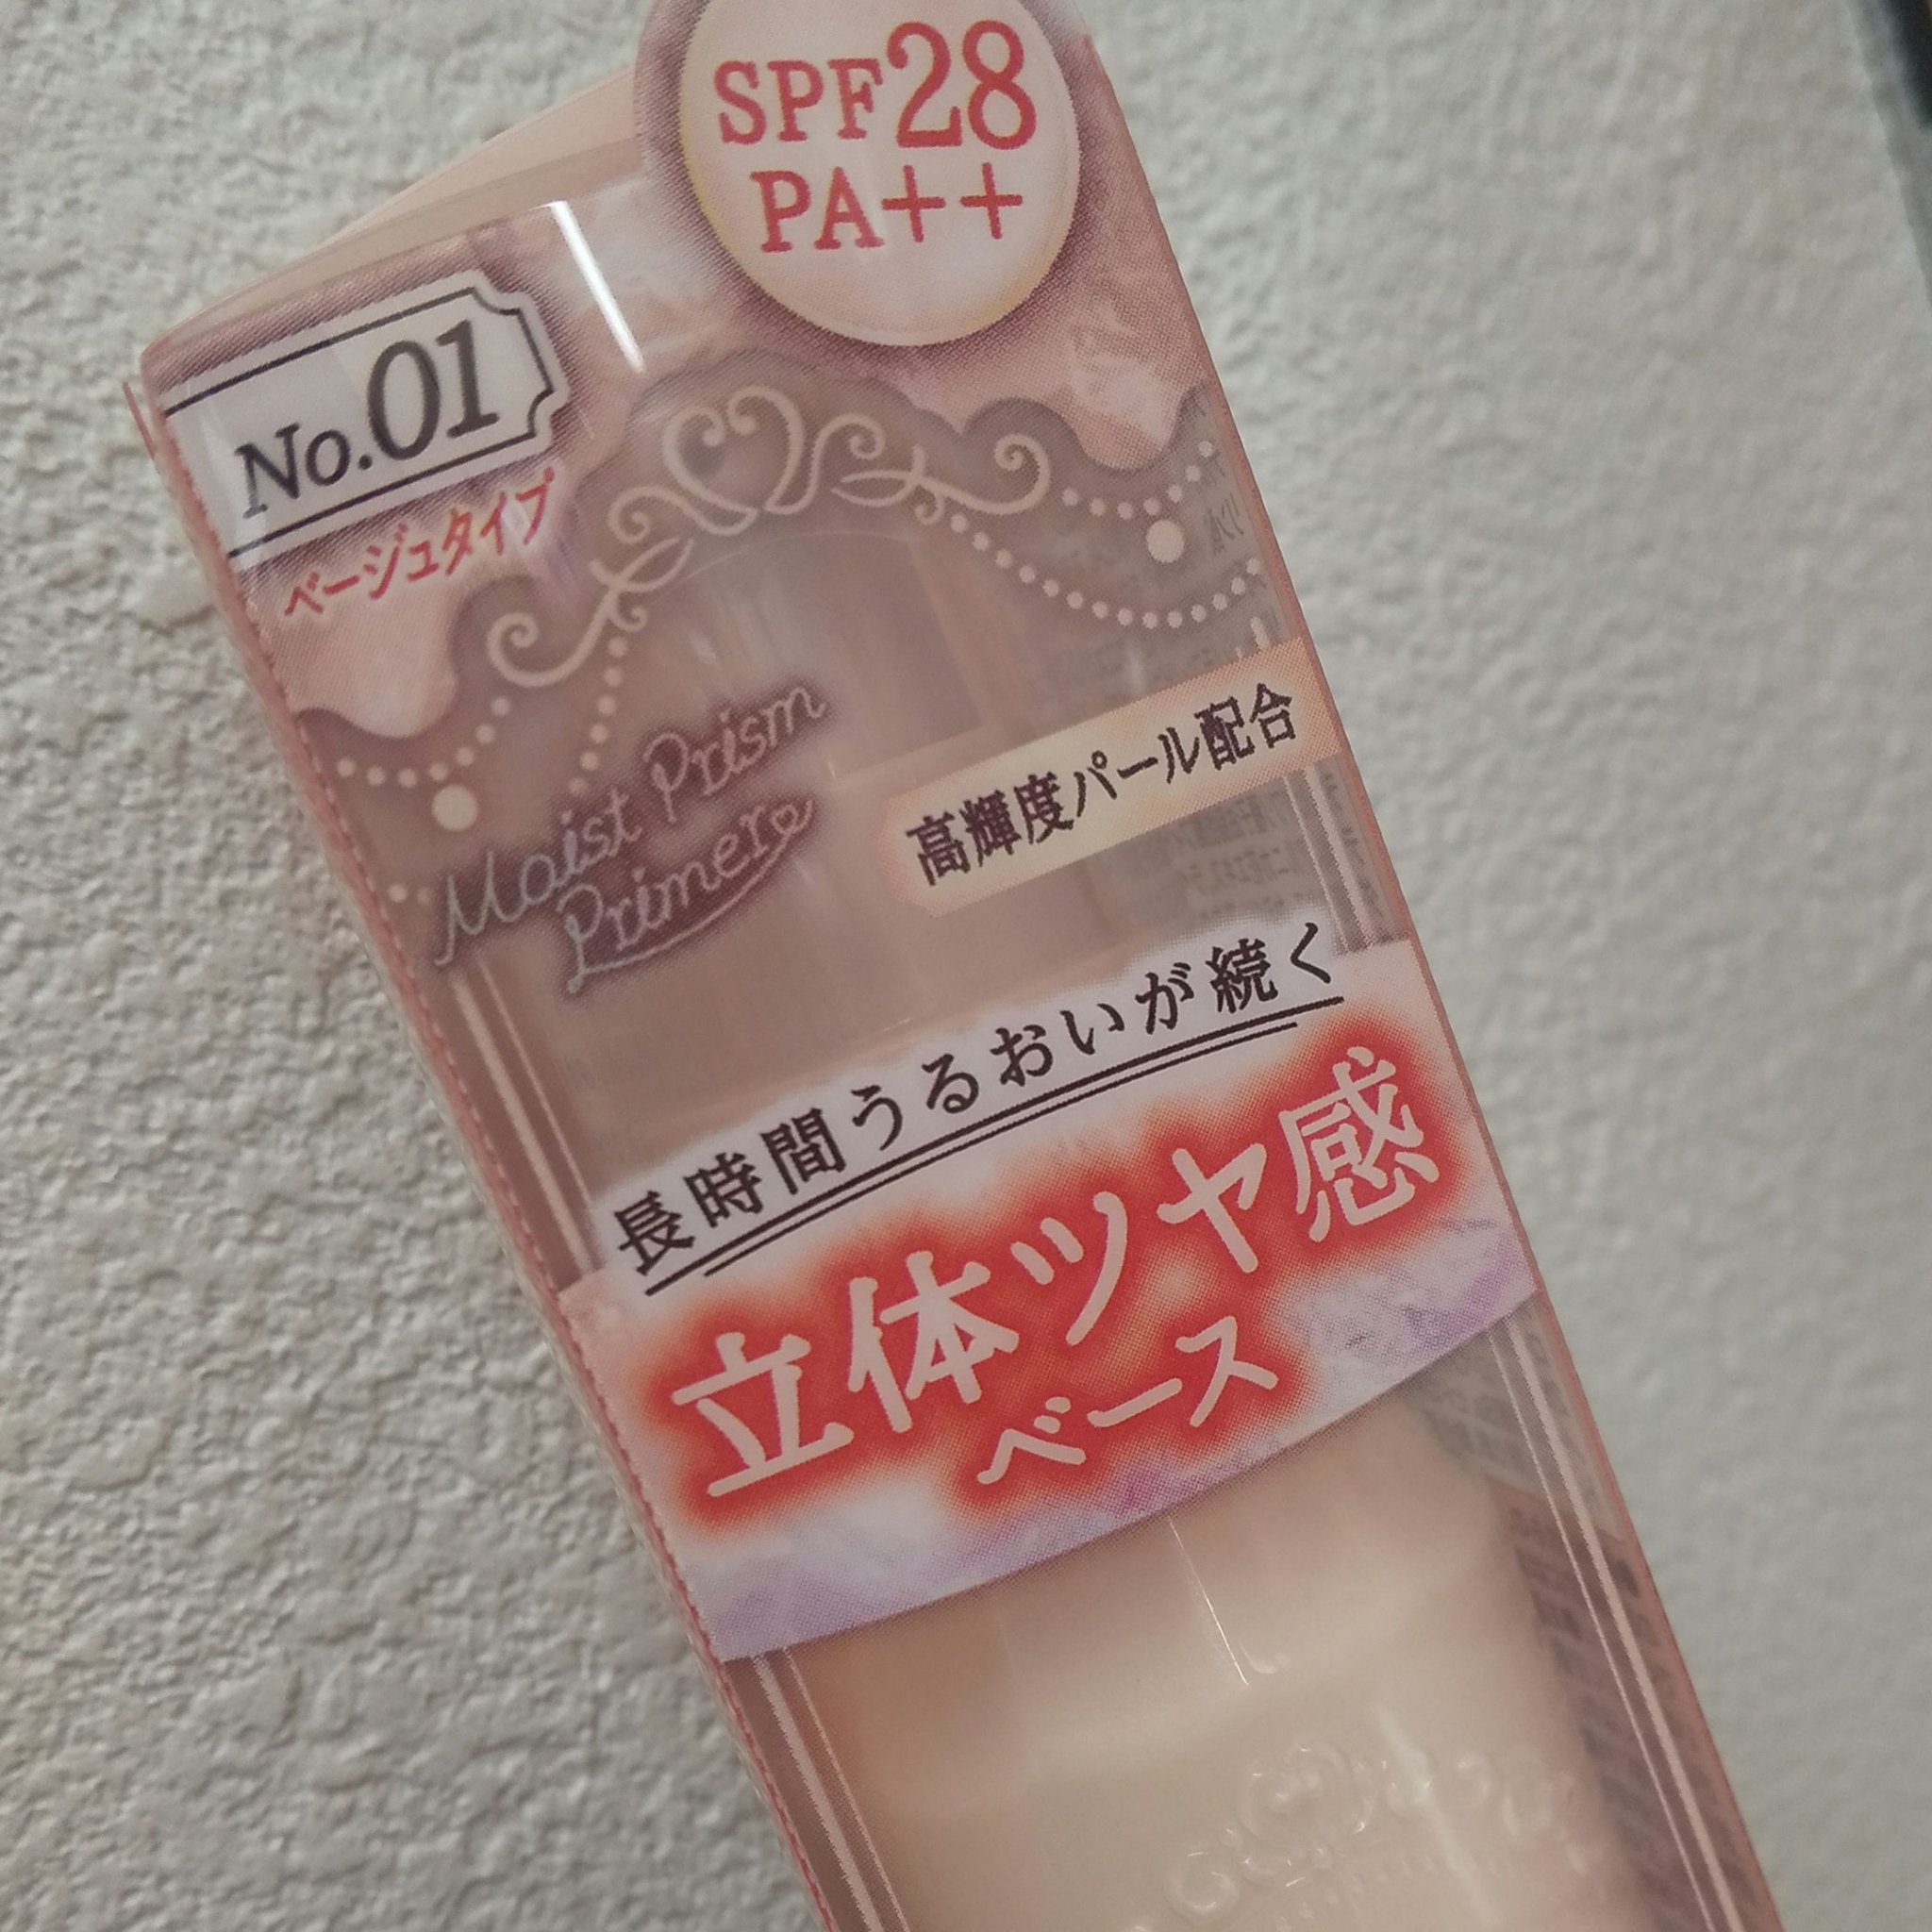 SPF28
PA++
No.01
ベージュタイプ
Moist Prism
Primer
高輝度パール配合
長時間うるおいが続く
立体ツヤ感
ベース